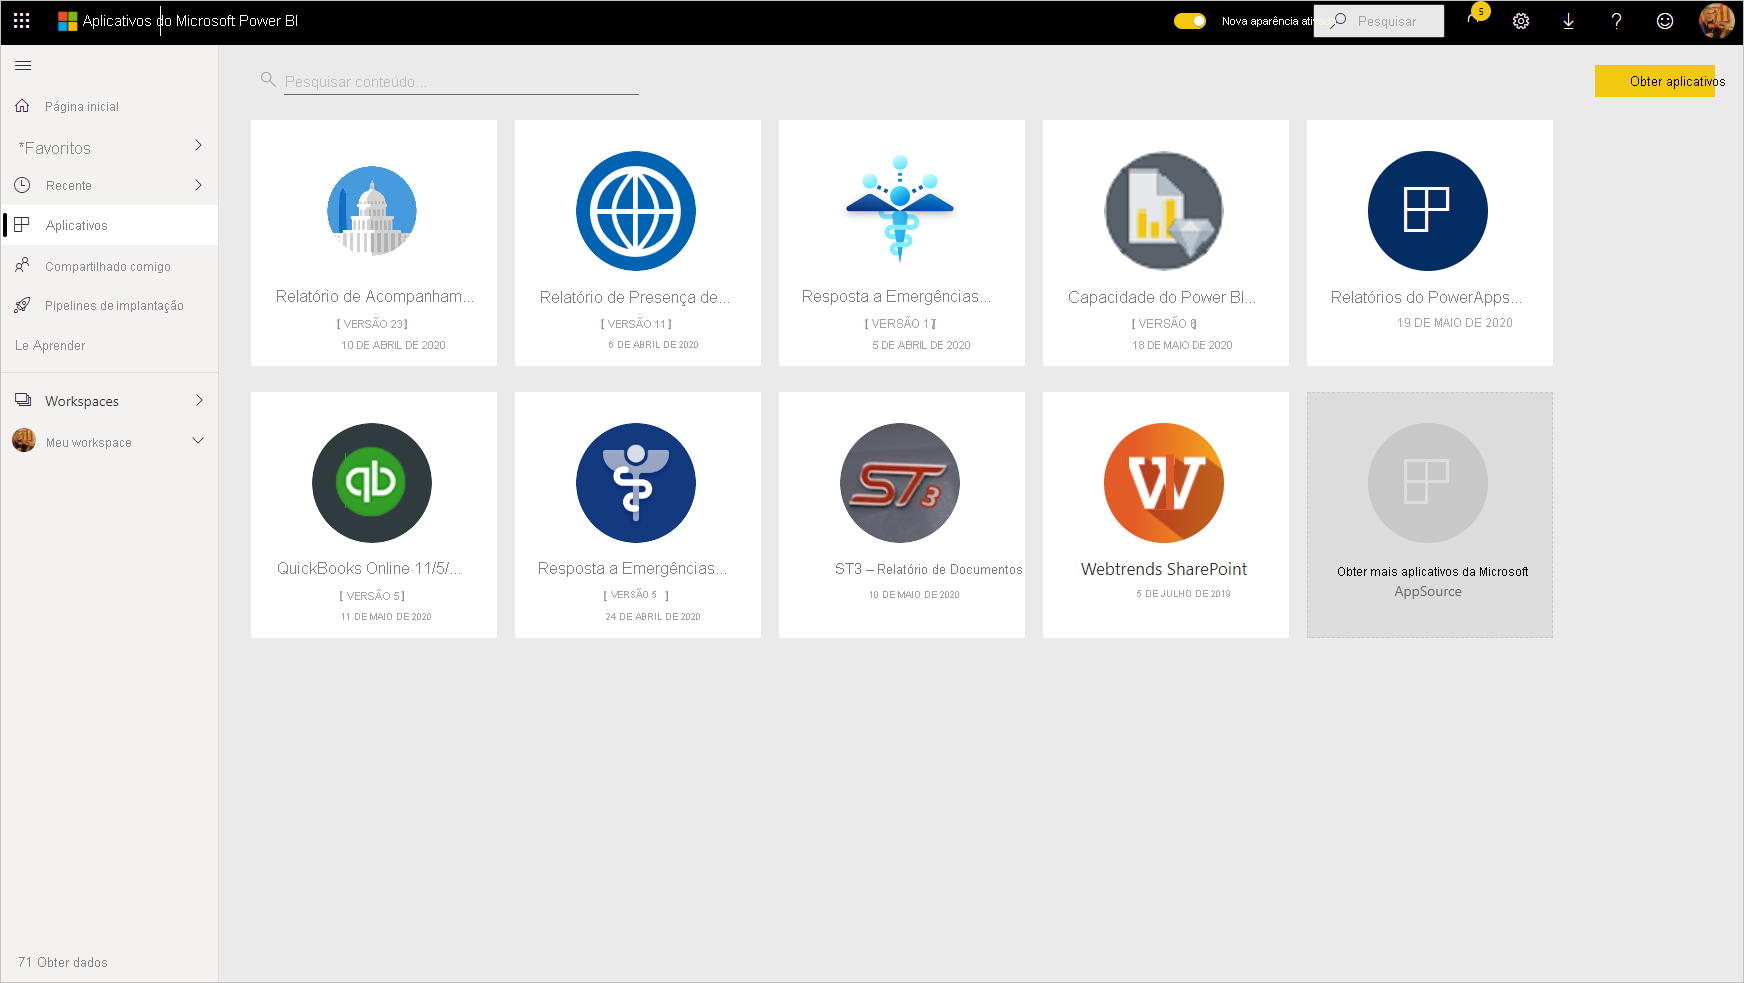 Aplicativos do Microsoft Power BI
Nova aparência ativ
Pesquisar
5
Página inicial
*Favoritos
Recente
Aplicativos
Compartilhado comigo
Pipelines de implantação
Le Aprender
Workspaces
Meu workspace
71 Obter dados
Pesquisar conteúdo...
Obter aplicativos
Relatório de Acompanham...
[ VERSÃO 23]
10 DE ABRIL DE 2020
Relatório de Presença de...
[ VERSÃO 11 ]
6 DE ABRIL DE 2020
Resposta a Emergências...
[ VERSÃO 17]
5 DE ABRIL DE 2020
Capacidade do Power BI...
[ VERSÃO 6]
18 DE MAIO DE 2020
Relatórios do PowerApps...
19 DE MAIO DE 2020
qb
QuickBooks Online 11/5/...
[ VERSÃO 5 ]
11 DE MAIO DE 2020
Resposta a Emergências...
[ VERSÃO 5 ]
24 DE ABRIL DE 2020
ST3
ST3 – Relatório de Documentos
10 DE MAIO DE 2020
W
Webtrends SharePoint
5 DE JULHO DE 2019
Obter mais aplicativos da Microsoft
AppSource